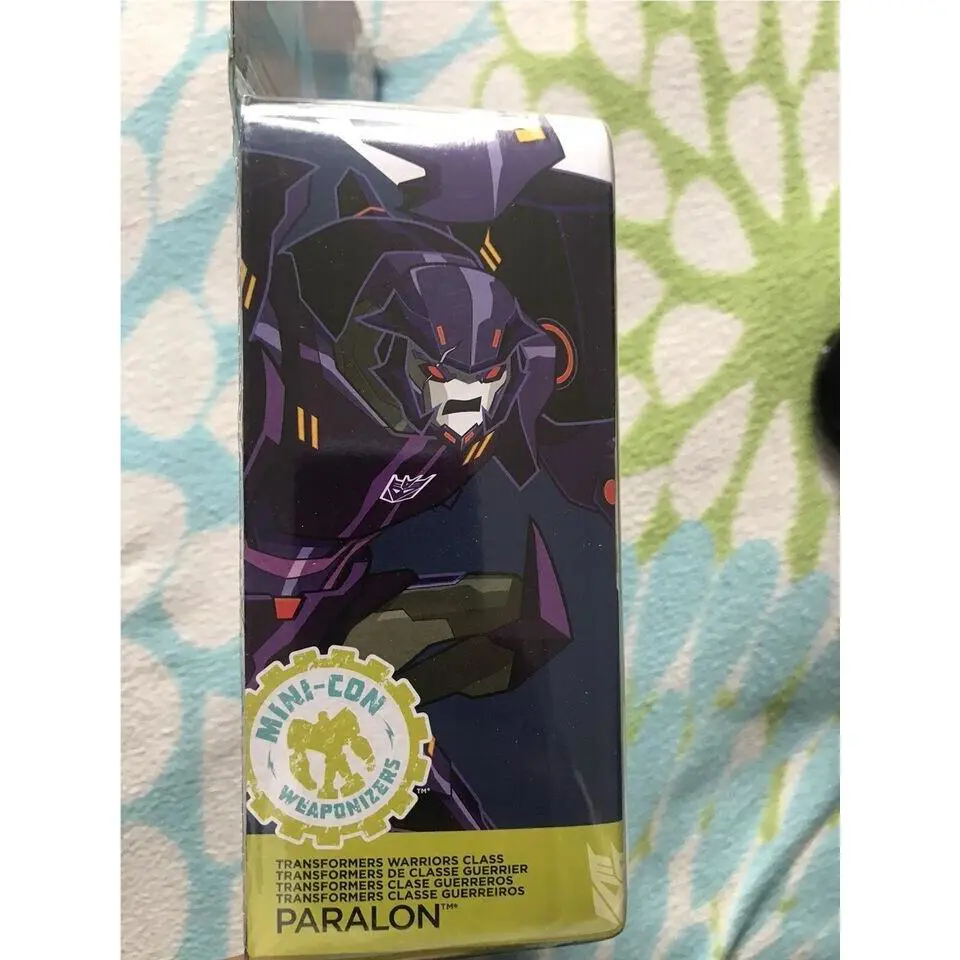 MINI-CON
WEAPONIZERS
TM*
TRANSFORMERS WARRIORS CLASS
TRANSFORMERS DE CLASSE GUERRIER
TRANSFORMERS CLASE GUERREROS
TRANSFORMERS CLASSE GUERREIROS
PARALON™*